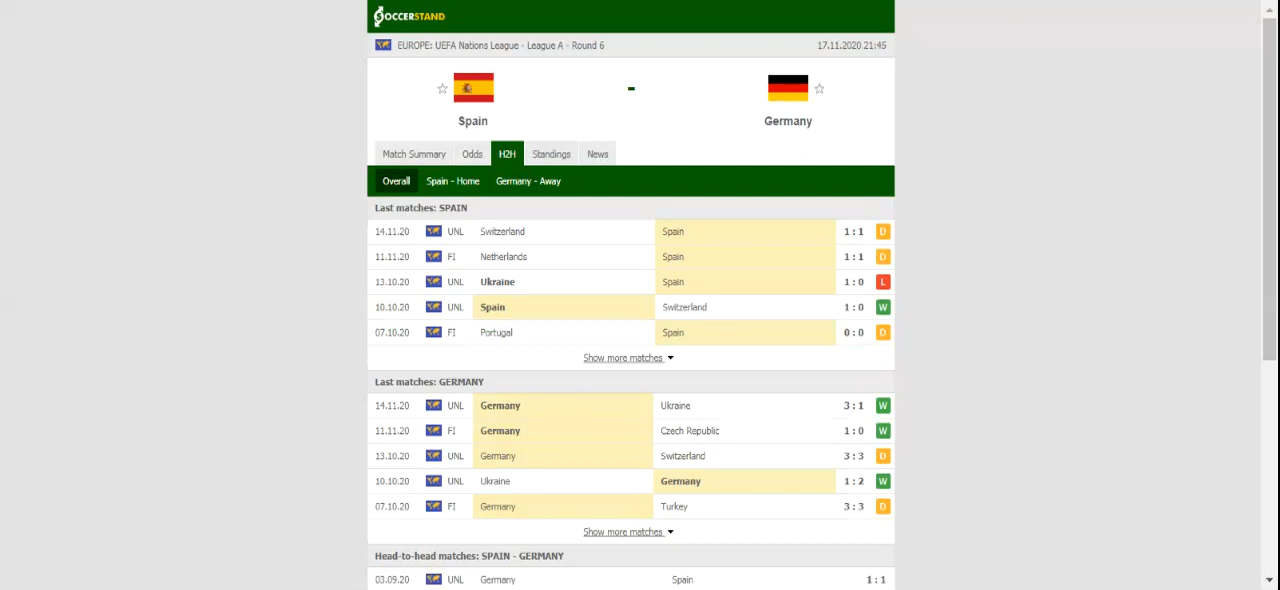 SOCCERSTAND
EUROPE: UEFA Nations League - League A - Round 6 17.11.2020 21:45
-
Spain Germany
Match Summary Odds H2H Standings News
Overall Spain - Home Germany - Away
Last matches: SPAIN
14.11.20 UNL Switzerland Spain 1 : 1 D
11.11.20 FI Netherlands Spain 1 : 1 D
13.10.20 UNL Ukraine Spain 1 : 0 L
10.10.20 UNL Spain Switzerland 1 : 0 W
07.10.20 FI Portugal Spain 0 : 0 D
Show more matches
Last matches: GERMANY
14.11.20 UNL Germany Ukraine 3 : 1 W
11.11.20 FI Germany Czech Republic 1 : 0 W
13.10.20 UNL Germany Switzerland 3 : 3 D
10.10.20 UNL Ukraine Germany 1 : 2 W
07.10.20 FI Germany Turkey 3 : 3 D
Show more matches
Head-to-head matches: SPAIN - GERMANY
03.09.20 UNL Germany Spain 1 : 1